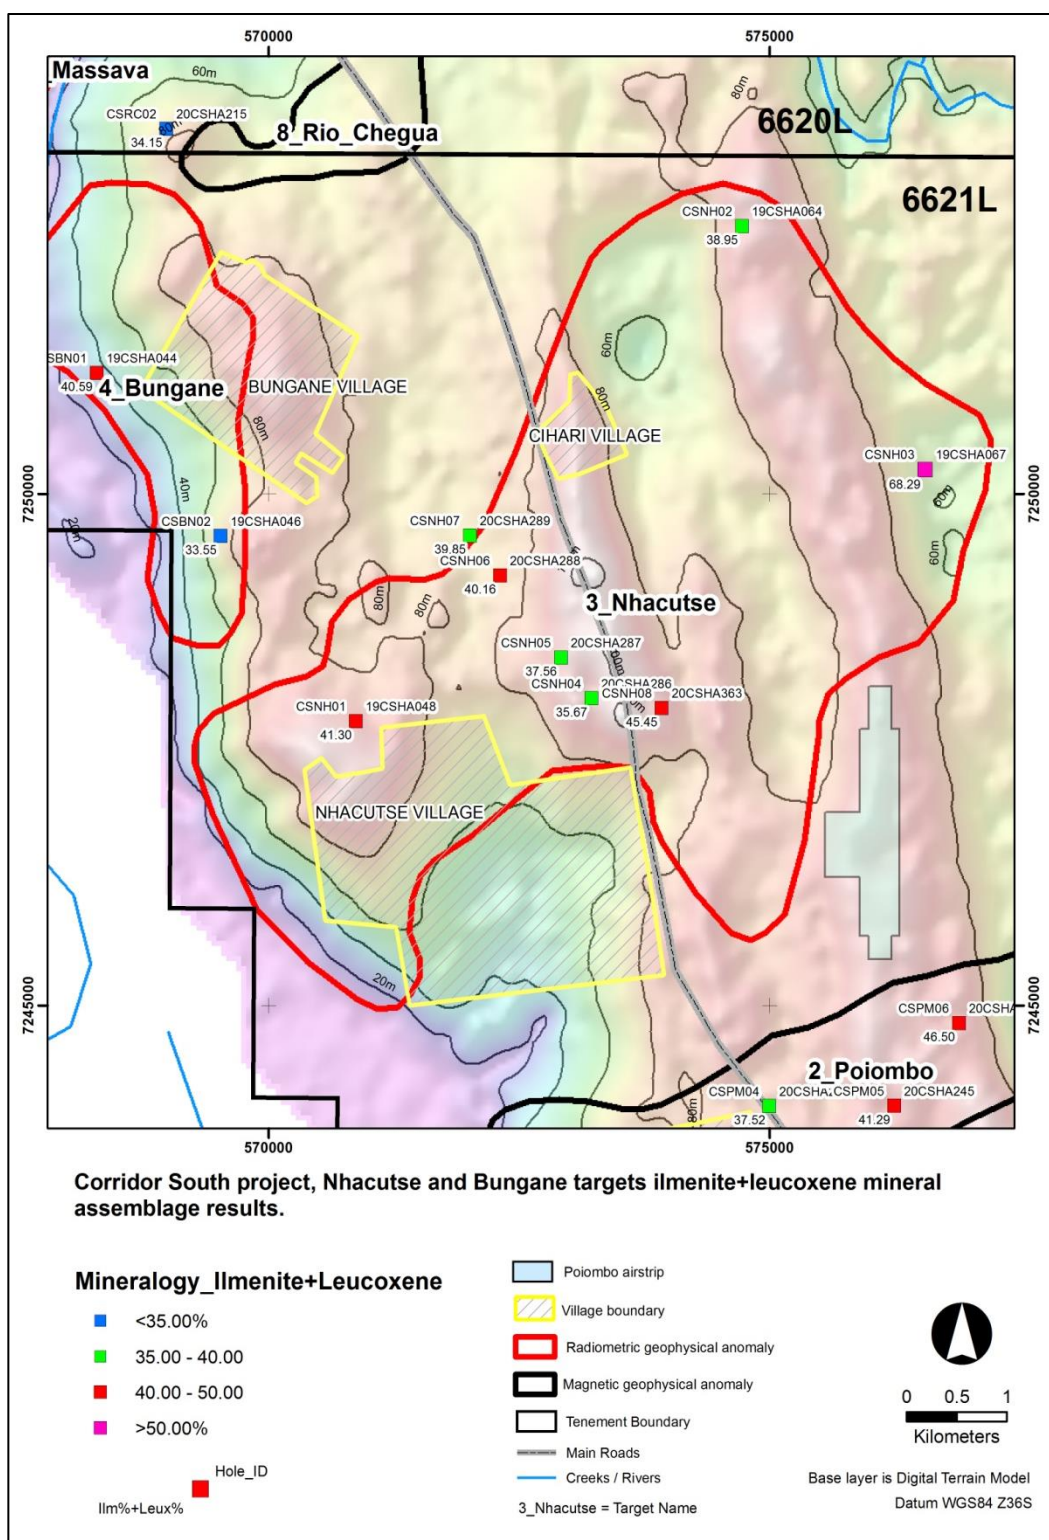 570000 575000
Massava
60m
80m
CSRC02 20CSHA215
80m
34.15
8_Rio_Chegua
6620L
6621L
CSNH02 19CSHA064
38.95
60m
SBN01 19CSHA044
40.59
4_Bungane
BUNGANE VILLAGE
80m
80m
CIHARI VILLAGE
CSNH03 19CSHA067
68.29
60m
7250000
7250000
40m
20m
CSBN02 19CSHA046
33.55
CSNH07 20CSHA289
39.85
CSNH06 20CSHA288
40.16
60m
80m
80m
3_Nhacutse
CSNH05 20CSHA287
37.56
CSNH04 20CSHA286
35.67
CSNH08 20CSHA363
45.45
CSNH01 19CSHA048
41.30
NHACUTSE VILLAGE
20m
7245000
7245000
CSPM06 20CSHA
46.50
2_Poiombo
80m
CSPM04 20CSHA
37.52
CSPM05 20CSHA245
41.29
570000 575000
Corridor South project, Nhacutse and Bungane targets ilmenite+leucoxene mineral
assemblage results.
Mineralogy_Ilmenite+Leucoxene
<35.00%
35.00 - 40.00
40.00 - 50.00
>50.00%
Hole_ID
Ilm%+Leux%
Poiombo airstrip
Village boundary
Radiometric geophysical anomaly
Magnetic geophysical anomaly
Tenement Boundary
Main Roads
Creeks / Rivers
3_Nhacutse = Target Name
0 0.5 1
Kilometers
Base layer is Digital Terrain Model
Datum WGS84 Z36S